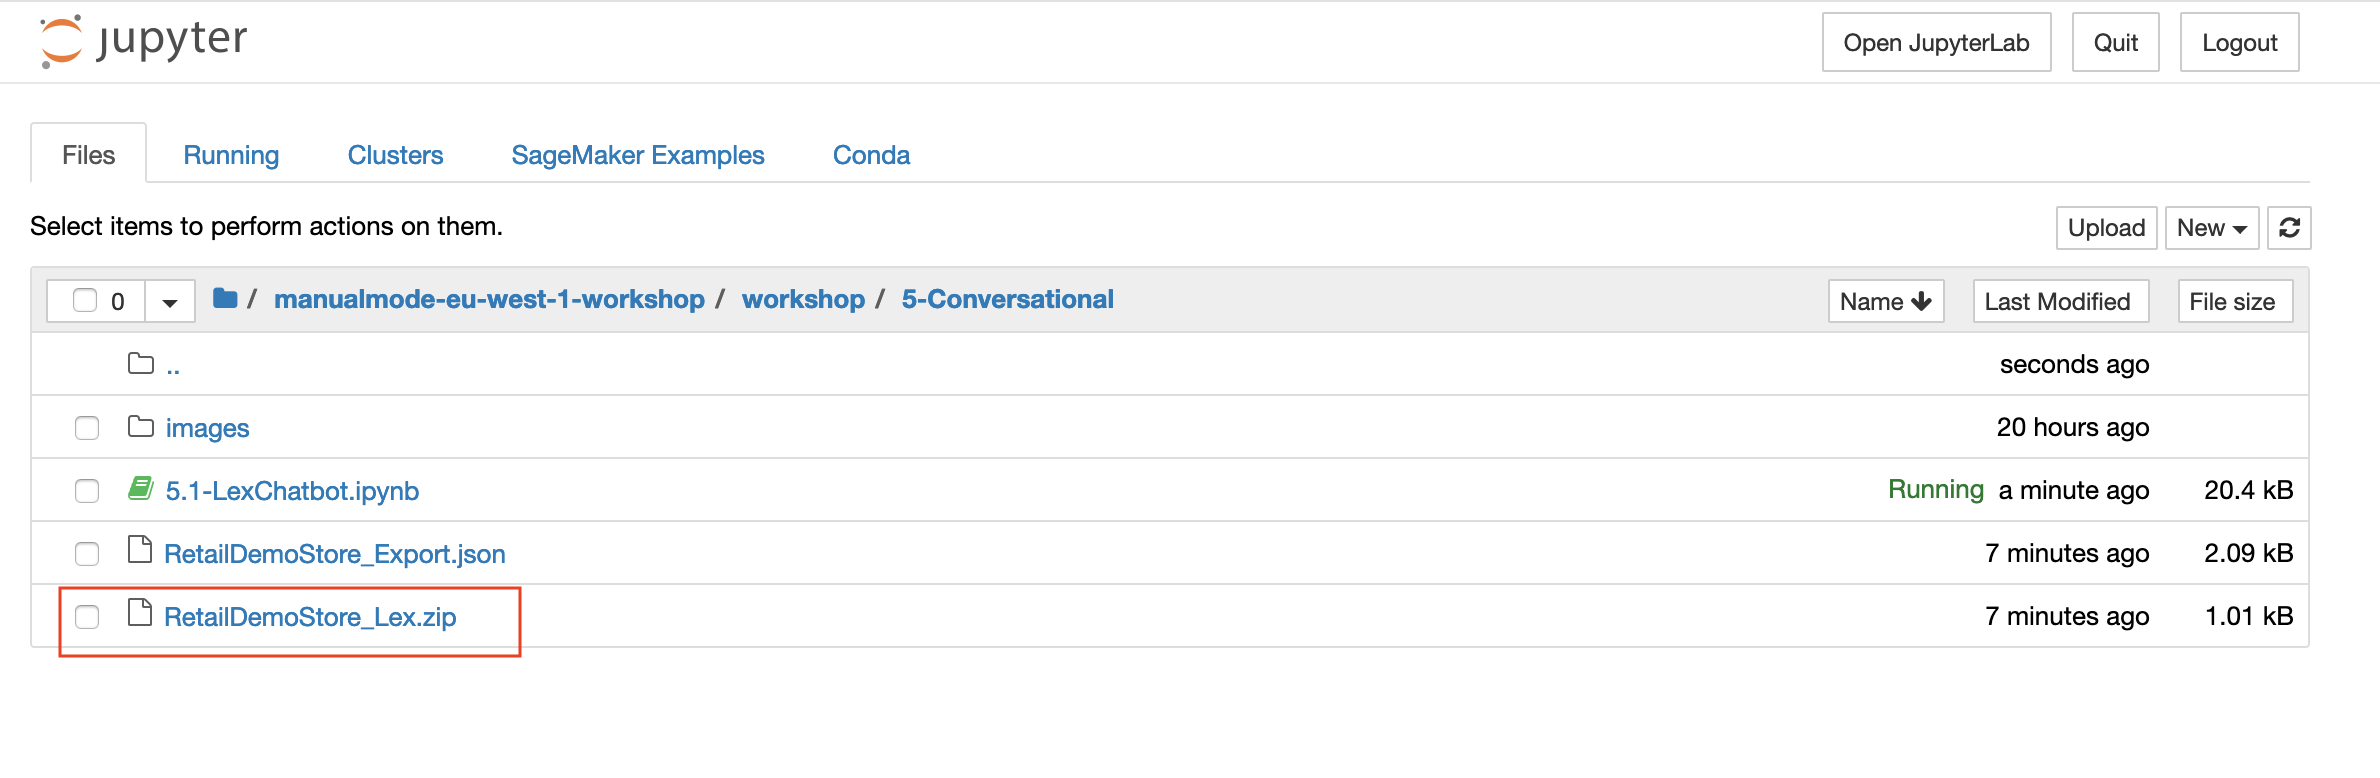 jupyter
Open JupyterLab Quit Logout
Files Running Clusters SageMaker Examples Conda
Select items to perform actions on them.
Upload New
0 / manualmode-eu-west-1-workshop / workshop / 5-Conversational Name Last Modified File size
.. seconds ago
images 20 hours ago
5.1-LexChatbot.ipynb Running a minute ago 20.4 kB
RetailDemoStore_Export.json 7 minutes ago 2.09 kB
RetailDemoStore_Lex.zip 7 minutes ago 1.01 kB